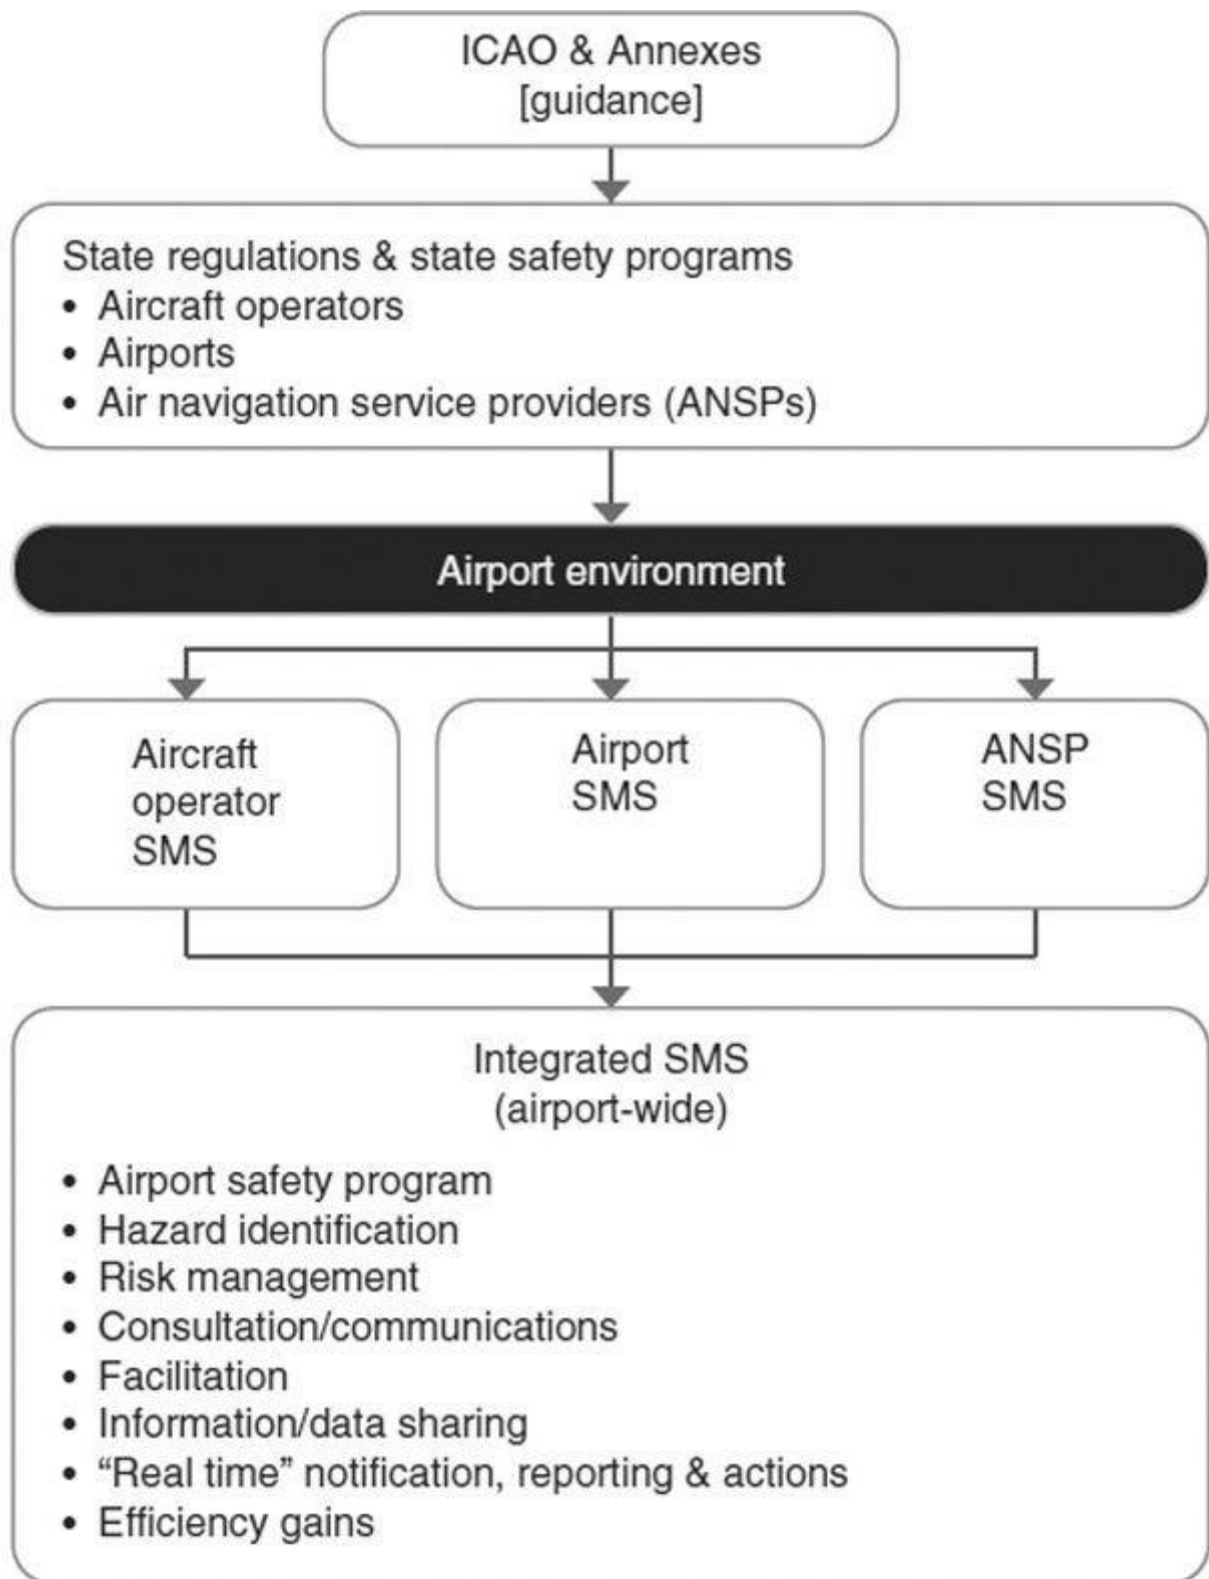 ICAO & Annexes
[guidance]
State regulations & state safety programs
• Aircraft operators
• Airports
• Air navigation service providers (ANSPs)
Airport environment
Aircraft
operator
SMS
Airport
SMS
ANSP
SMS
Integrated SMS
(airport-wide)
• Airport safety program
• Hazard identification
• Risk management
• Consultation/communications
• Facilitation
• Information/data sharing
• “Real time” notification, reporting & actions
• Efficiency gains